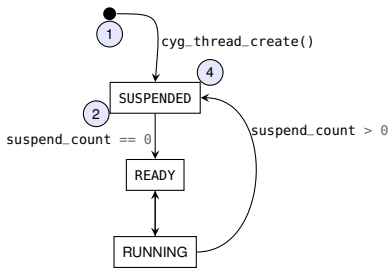 1
cyg_thread_create()
4
SUSPENDED
2
suspend_count == 0
suspend_count > 0
READY
RUNNING